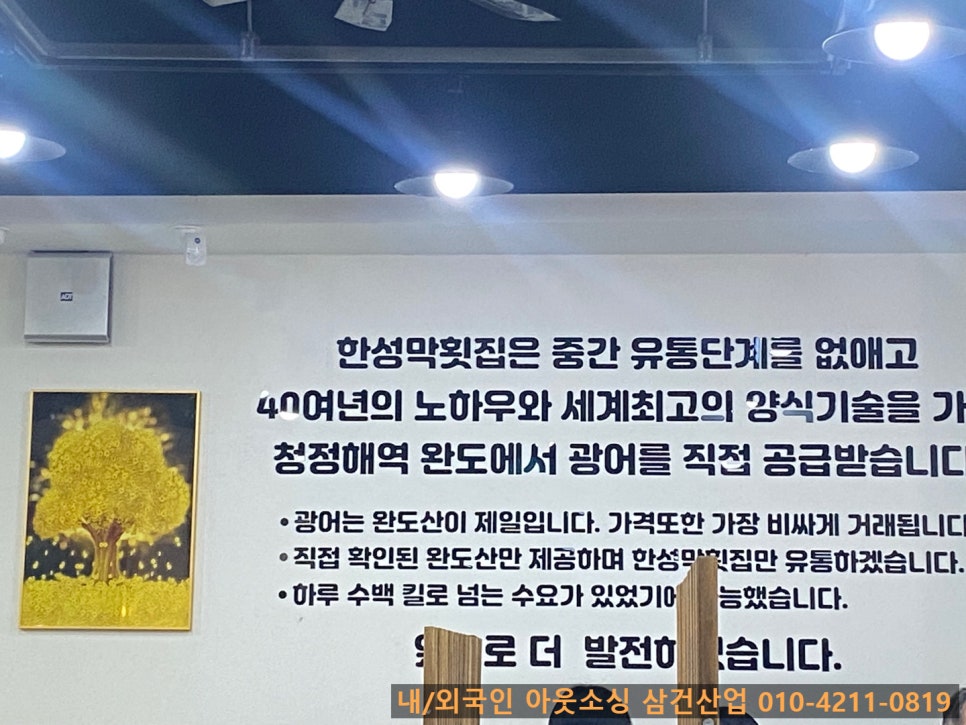 ADT
한성막횟집은 중간 유통단계를 없애고
40여년의 노하우와 세계최고의 양식기술을 가
청정해역 완도에서 광어를 직접 공급받습니다
•광어는 완도산이 제일입니다. 가격또한 가장 비싸게 거래됩니다
•직접 확인된 완도산만 제공하며 한성막횟집만 유통하겠습니다.
•하루 수백 킬로 넘는 수요가 있었기에 능했습니다.
로 더 발전하 습니다.
내/외국인 아웃소싱 삼건산업 010-4211-0819